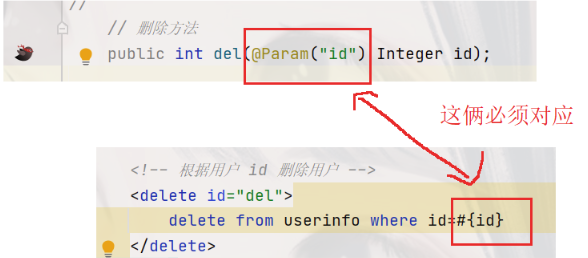 //
// 删除方法
public int del(@Param("id") Integer id);
这俩必须对应
<!-- 根据用户 id 删除用户 -->
<delete id="del">
delete from userinfo where id=#{id}
</delete>